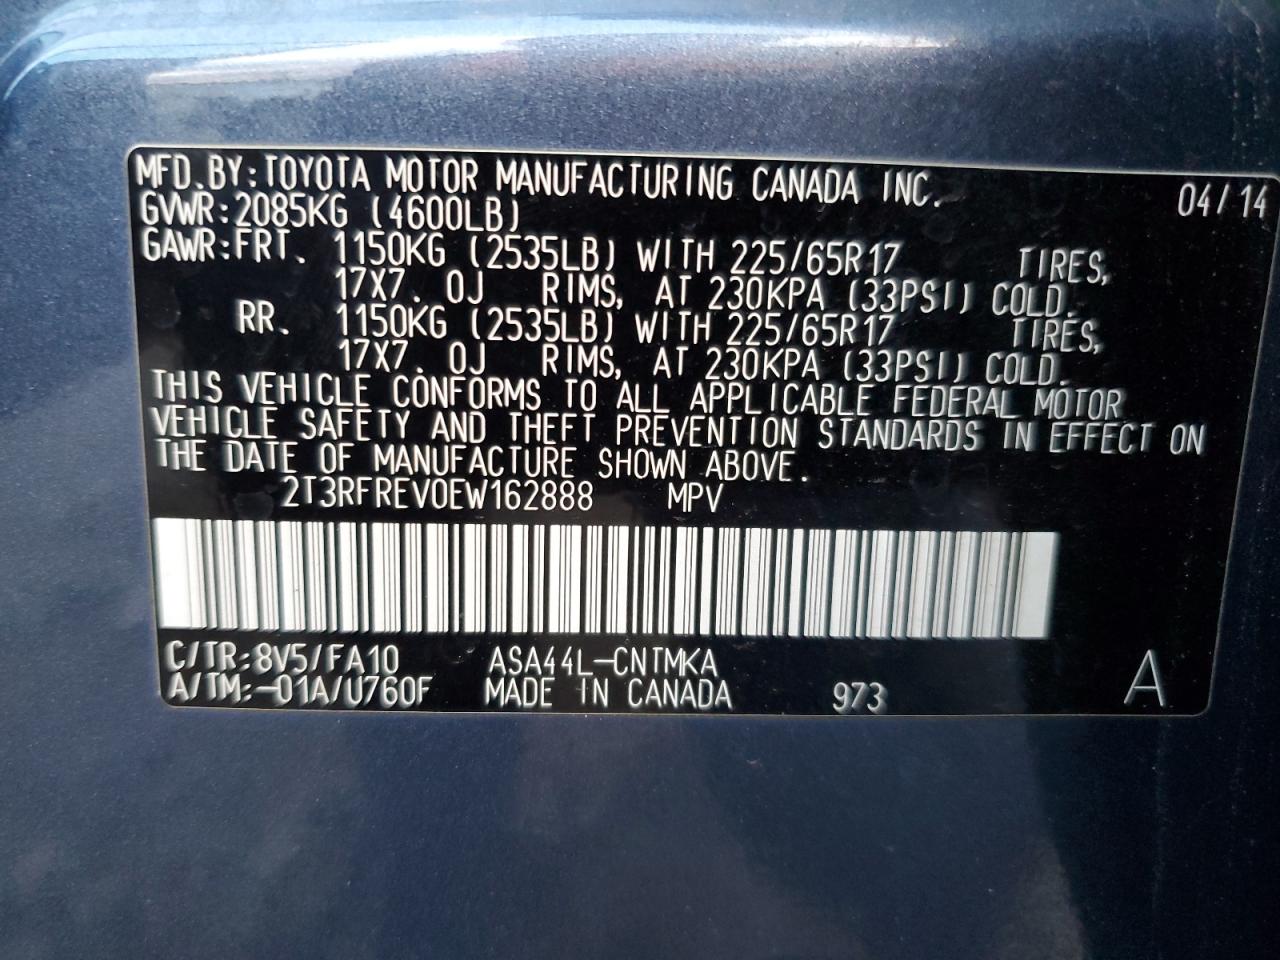 MFD.BY:TOYOTA MOTOR MANUFACTURING CANADA INC. 04/14
GVWR:2085KG (4600LB)
GAWR:FRT. 1150KG (2535LB) WITH 225/65R17 TIRES,
17X7.0J RIMS, AT 230KPA (33PSI) COLD.
RR. 1150KG (2535LB) WITH 225/65R17 TIRES,
17X7.0J RIMS, AT 230KPA (33PSI) COLD.
THIS VEHICLE CONFORMS TO ALL APPLICABLE FEDERAL MOTOR
VEHICLE SAFETY AND THEFT PREVENTION STANDARDS IN EFFECT ON
THE DATE OF MANUFACTURE SHOWN ABOVE.
2T3RFREV0EW162888 MPV
C/TR:8V5/FA10 ASA44L-CNTMKA
A/TM:-01A/U760F MADE IN CANADA 973 A